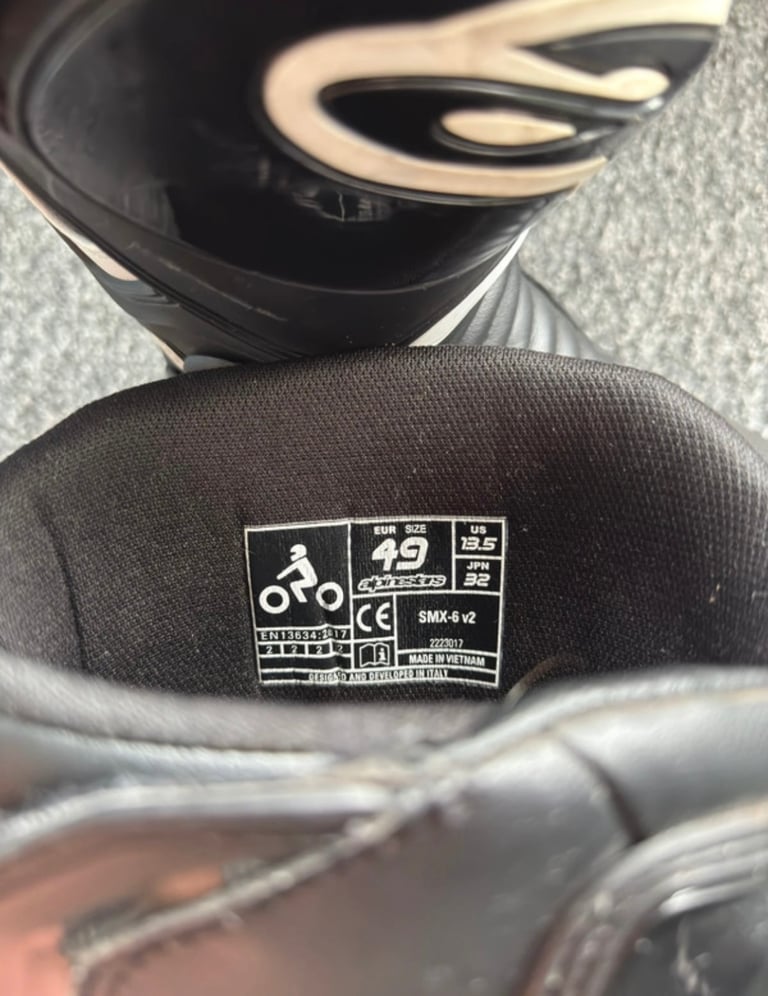 EUR SIZE
49
alpinestars
US
13.5
JPN
32
CE
SMX-6 v2
2223017
MADE IN VIETNAM
EN13634:2017
2 2 2 2
DESIGNED AND DEVELOPED IN ITALY